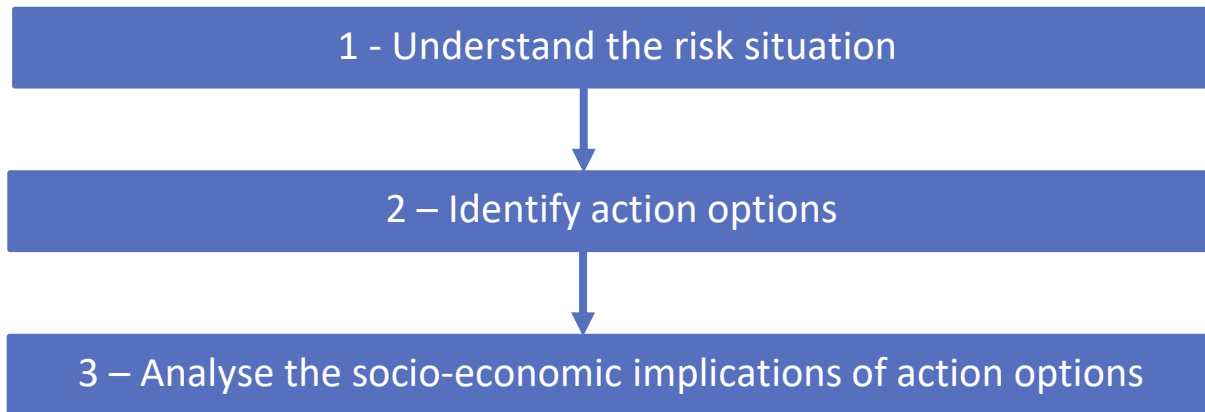 1 - Understand the risk situation
2 – Identify action options
3 – Analyse the socio-economic implications of action options